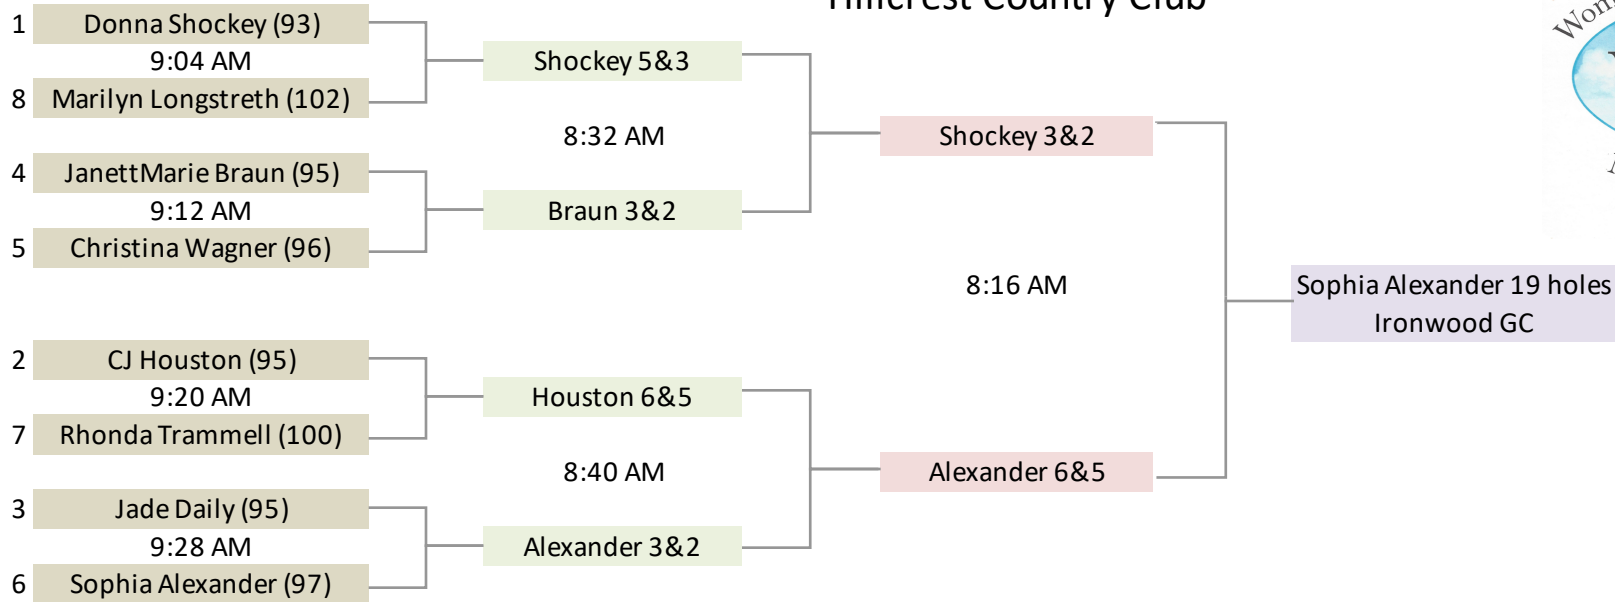 Hillcrest Country Club
1 Donna Shockey (93)
9:04 AM
8 Marilyn Longstreth (102)
Shockey 5&3
8:32 AM
4 JanettMarie Braun (95)
9:12 AM
5 Christina Wagner (96)
Braun 3&2
Shockey 3&2
8:16 AM
2 CJ Houston (95)
9:20 AM
7 Rhonda Trammell (100)
Houston 6&5
8:40 AM
3 Jade Daily (95)
9:28 AM
6 Sophia Alexander (97)
Alexander 3&2
Alexander 6&5
Sophia Alexander 19 holes
Ironwood GC